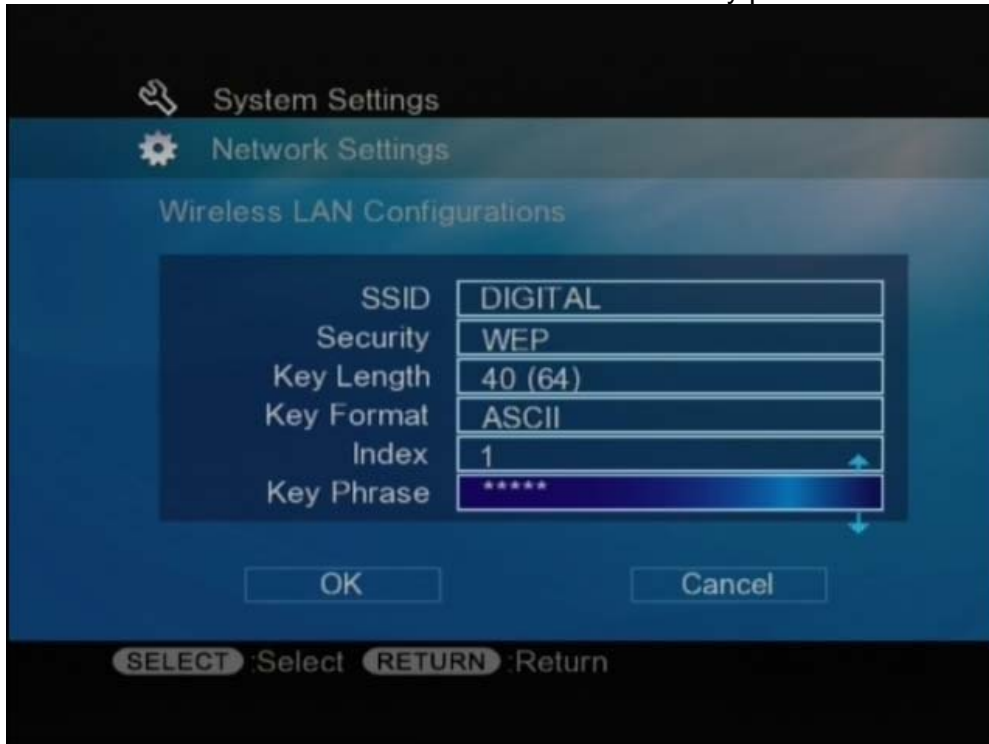 System Settings
Network Settings
Wireless LAN Configurations
SSID DIGITAL
Security WEP
Key Length 40 (64)
Key Format ASCII
Index 1
Key Phrase *****
OK Cancel
SELECT :Select RETURN :Return